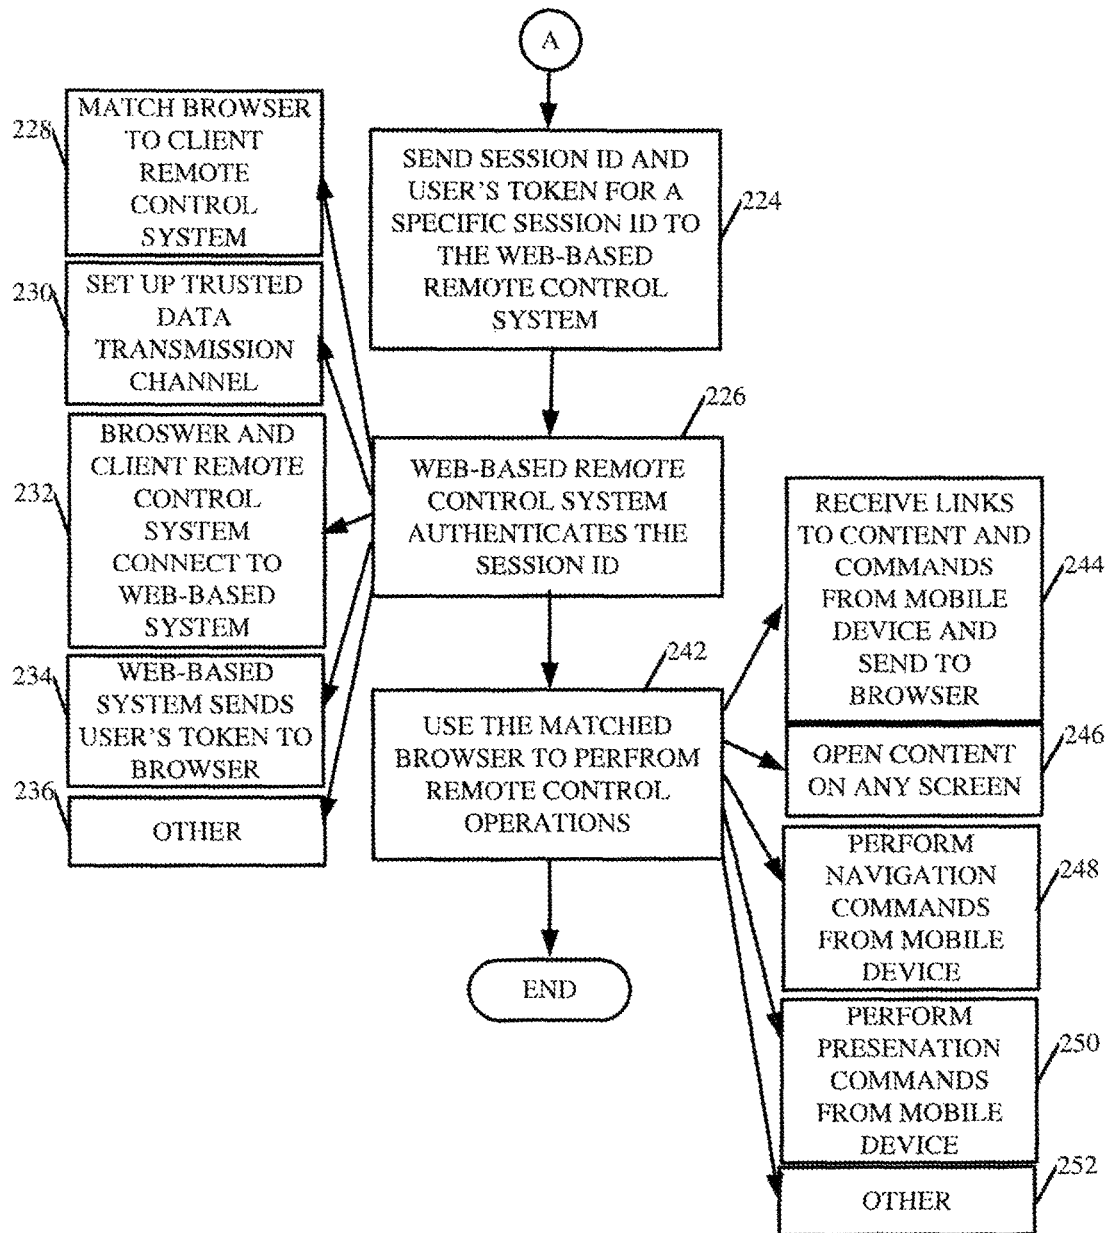 A
228
MATCH BROWSER
TO CLIENT
REMOTE
CONTROL
SYSTEM
SEND SESSION ID AND
USER'S TOKEN FOR A
SPECIFIC SESSION ID TO
THE WEB-BASED
REMOTE CONTROL
SYSTEM
224
230
SET UP TRUSTED
DATA
TRANSMISSION
CHANNEL
226
WEB-BASED REMOTE
CONTROL SYSTEM
AUTHENTICATES THE
SESSION ID
232
BROSWER AND
CLIENT REMOTE
CONTROL
SYSTEM
CONNECT TO
WEB-BASED
SYSTEM
234
WEB-BASED
SYSTEM SENDS
USER'S TOKEN TO
BROWSER
236
OTHER
242
USE THE MATCHED
BROWSER TO PERFROM
REMOTE CONTROL
OPERATIONS
RECEIVE LINKS
TO CONTENT AND
COMMANDS
FROM MOBILE
DEVICE AND
SEND TO
BROWSER
244
OPEN CONTENT
ON ANY SCREEN
246
PERFORM
NAVIGATION
COMMANDS
FROM MOBILE
DEVICE
248
PERFORM
PRESENATION
COMMANDS
FROM MOBILE
DEVICE
250
OTHER
252
END